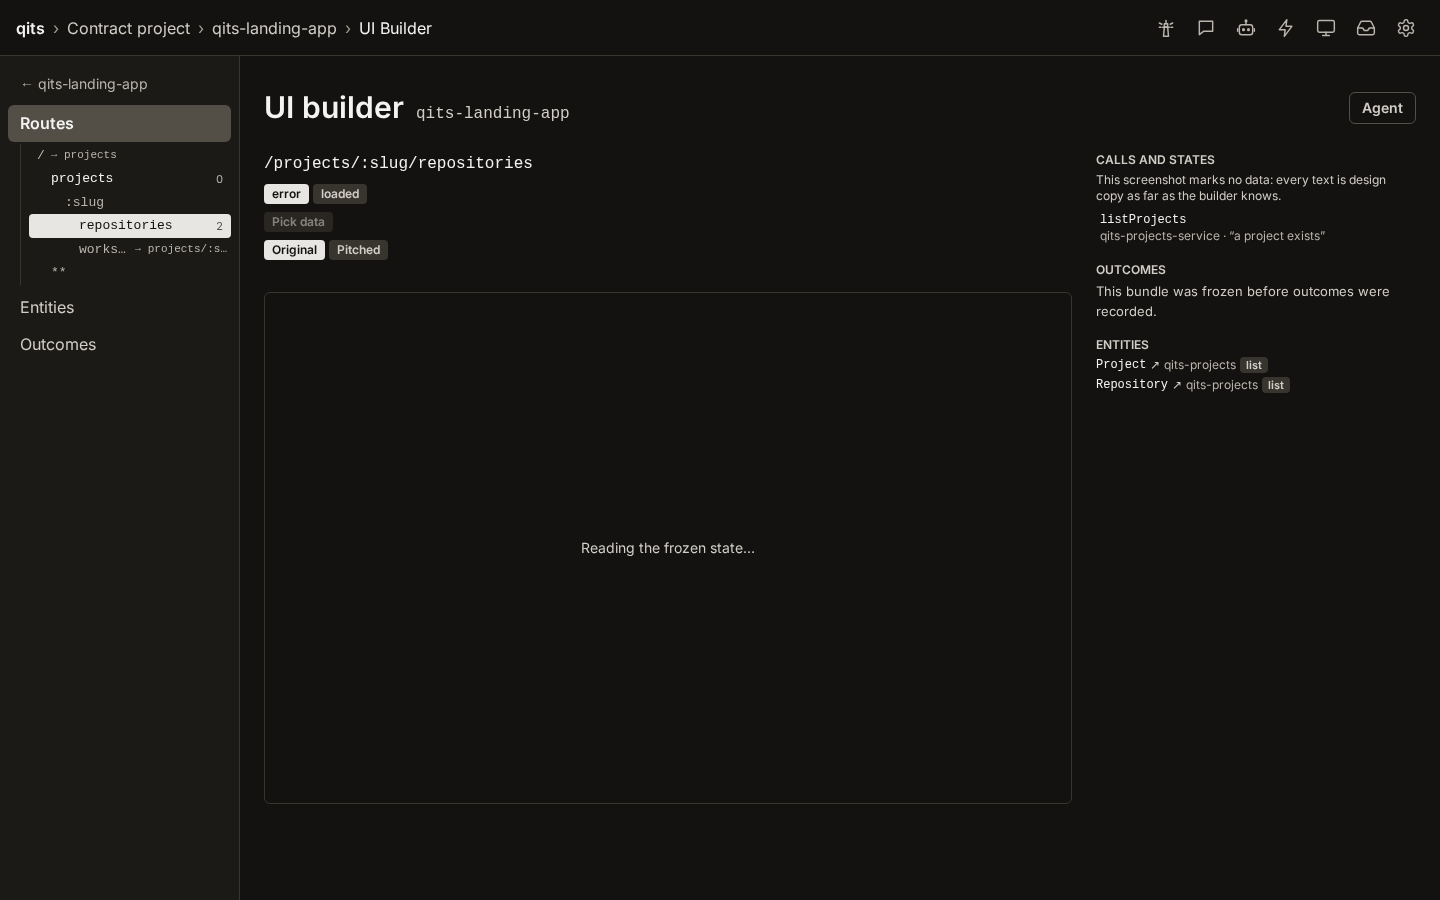 qits › Contract project › qits-landing-app › UI Builder
← qits-landing-app
Routes
/ → projects
projects 0
:slug
repositories 2
works… → projects/:s…
**
Entities
Outcomes
UI builder qits-landing-app
Agent
/projects/:slug/repositories
error loaded
Pick data
Original Pitched
Reading the frozen state...
CALLS AND STATES
This screenshot marks no data: every text is design
copy as far as the builder knows.
listProjects
qits-projects-service · “a project exists”
OUTCOMES
This bundle was frozen before outcomes were
recorded.
ENTITIES
Project ↗ qits-projects list
Repository ↗ qits-projects list